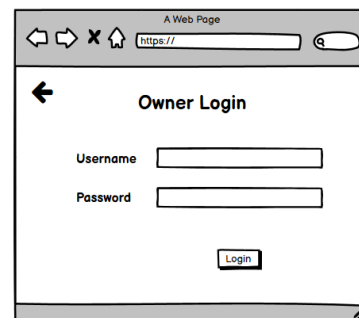 A Web Page
https://
Owner Login
Username
Password
Login